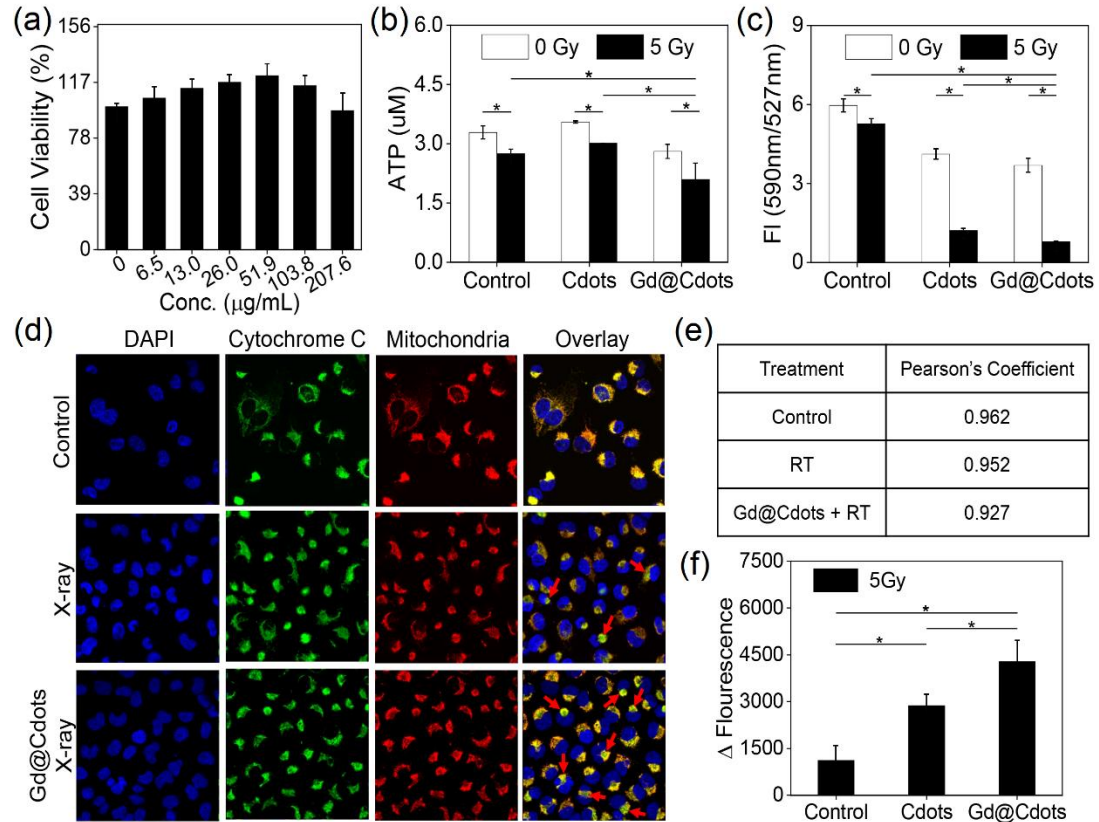 (a)
Cell Viability (%)
156
117
78
39
0
0 6.5 13.0 26.0 51.9 103.8 207.6
Conc. (μg/mL)
(b)
0 Gy 5 Gy
ATP (uM)
6.0
4.5
3.0
1.5
0.0
* * * * *
Control Cdots Gd@Cdots
(c)
0 Gy 5 Gy
FI (590nm/527nm)
9
6
3
0
* * * * *
Control Cdots Gd@Cdots
(d)
DAPI Cytochrome C Mitochondria Overlay
Control
X-ray
Gd@Cdots
X-ray
(e)
Treatment Pearson's Coefficient
Control 0.962
RT 0.952
Gd@Cdots + RT 0.927
(f)
5Gy
Δ Flourescence
7500
6000
4500
3000
1500
0
* * *
Control Cdots Gd@Cdots